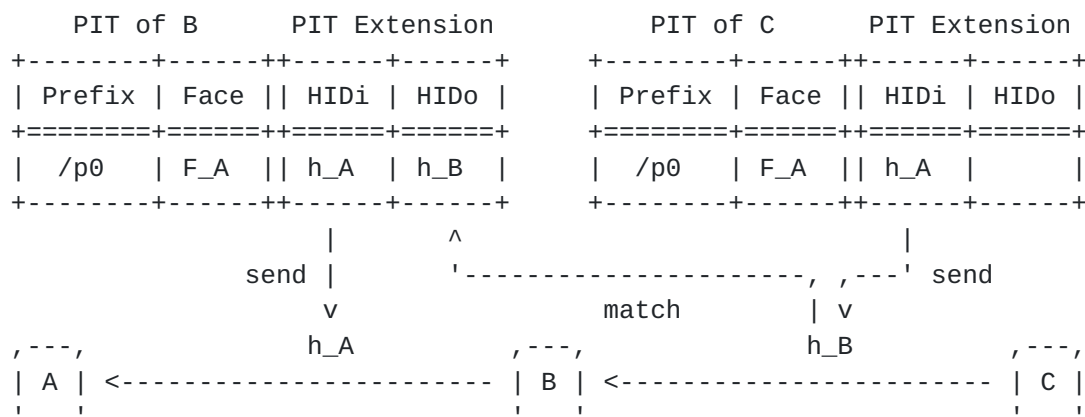 PIT of B      PIT Extension          PIT of C      PIT Extension
+--------+------++------+------+     +--------+------++------+------+
| Prefix | Face || HIDi | HIDo |     | Prefix | Face || HIDi | HIDo |
+========+======++======+======+     +========+======++======+======+
|  /p0   | F_A  || h_A  | h_B  |     |  /p0   | F_A  || h_A  |      |
+--------+------++------+------+     +--------+------++------+------+
                    |       ^                            |
               send |       '----------------------, ,---' send
                    v                 match        | v
,---,              h_A          ,---,              h_B          ,---,
| A | <------------------------ | B | <------------------------ | C |
'   '                           '   '                           '   '